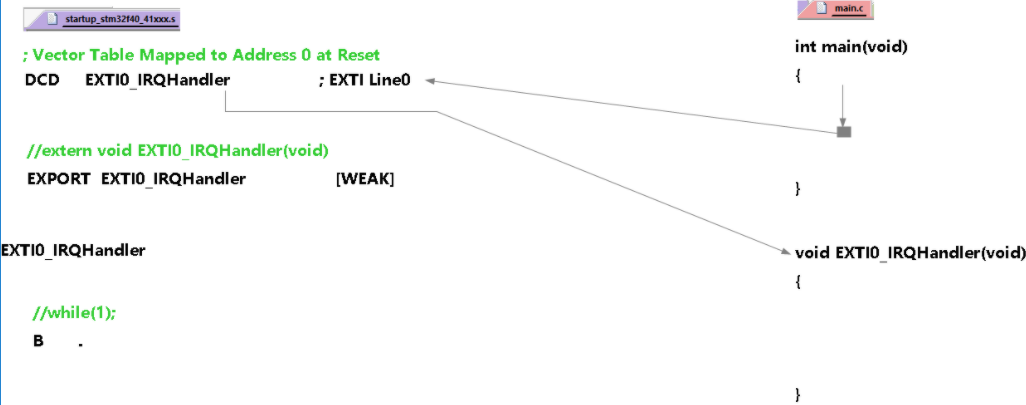 startup_stm32f40_41xxx.s
; Vector Table Mapped to Address 0 at Reset
DCD EXTI0_IRQHandler ; EXTI Line0
//extern void EXTI0_IRQHandler(void)
EXPORT EXTI0_IRQHandler [WEAK]
EXTI0_IRQHandler
//while(1);
B .
main.c
int main(void)
{
}
void EXTI0_IRQHandler(void)
{
}